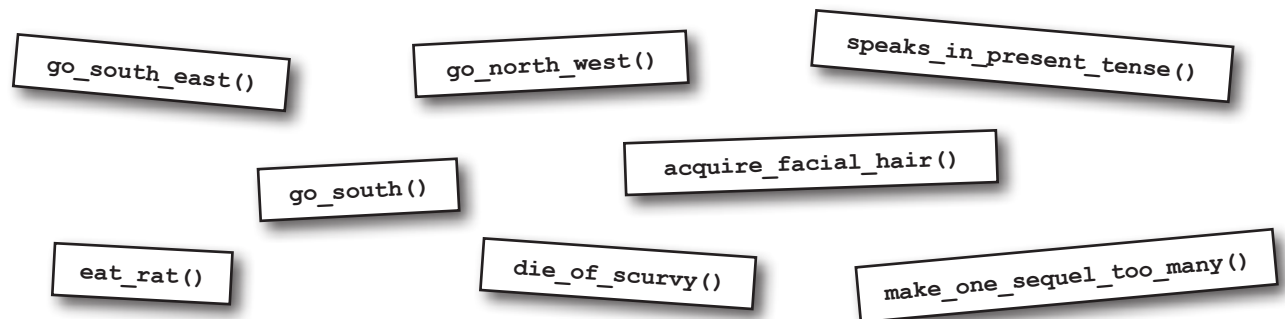 go_south_east()
go_north_west()
speaks_in_present_tense()
go_south()
acquire_facial_hair()
eat_rat()
die_of_scurvy()
make_one_sequel_too_many()